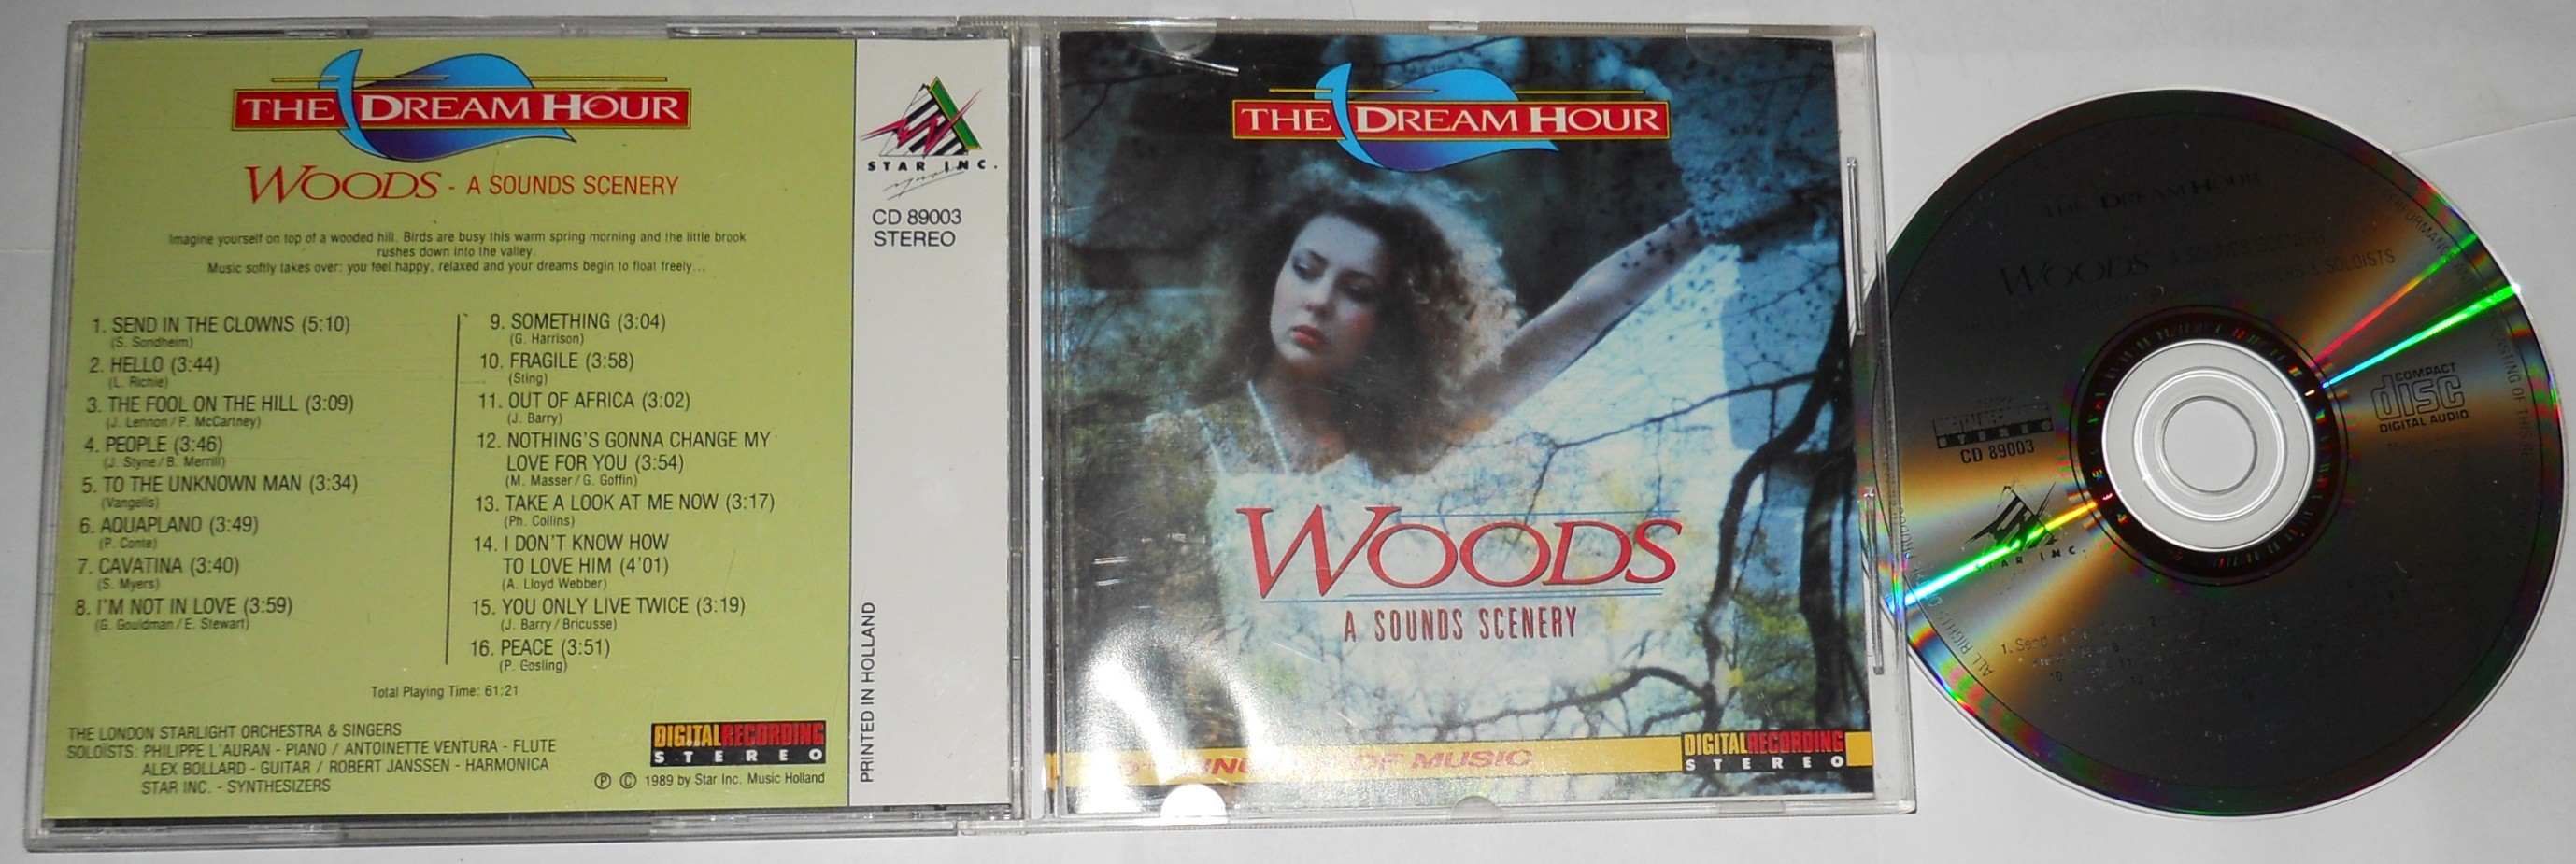 THE DREAM HOUR
WOODS - A SOUNDS SCENERY
Imagine yourself on top of a wooded hill. Birds are busy this warm spring morning and the little brook
rushes down into the valley.
Music softly takes over: you feel happy, relaxed and your dreams begin to float freely...
1. SEND IN THE CLOWNS (5:10)
(S. Sondheim)
2. HELLO (3:44)
(L. Richie)
3. THE FOOL ON THE HILL (3:09)
(J. Lennon / P. McCartney)
4. PEOPLE (3:46)
(J. Styne / B. Merrill)
5. TO THE UNKNOWN MAN (3:34)
(Vangelis)
6. AQUAPLANO (3:49)
(P. Conte)
7. CAVATINA (3:40)
(S. Myers)
8. I'M NOT IN LOVE (3:59)
(G. Gouldman / E. Stewart)
9. SOMETHING (3:04)
(G. Harrison)
10. FRAGILE (3:58)
(Sting)
11. OUT OF AFRICA (3:02)
(J. Barry)
12. NOTHING'S GONNA CHANGE MY
LOVE FOR YOU (3:54)
(M. Masser / G. Goffin)
13. TAKE A LOOK AT ME NOW (3:17)
(Ph. Collins)
14. I DON'T KNOW HOW
TO LOVE HIM (4'01)
(A. Lloyd Webber)
15. YOU ONLY LIVE TWICE (3:19)
(J. Barry / Bricusse)
16. PEACE (3:51)
(P. Gosling)
Total Playing Time: 61:21
THE LONDON STARLIGHT ORCHESTRA & SINGERS
SOLOÏSTS: PHILIPPE L'AURAN - PIANO / ANTOINETTE VENTURA - FLUTE
ALEX BOLLARD - GUITAR / ROBERT JANSSEN - HARMONICA
STAR INC. - SYNTHESIZERS
DIGITAL RECORDING
STEREO
℗ © 1989 by Star Inc. Music Holland
STAR INC.
CD 89003
STEREO
PRINTED IN HOLLAND
THE DREAM HOUR
WOODS
A SOUNDS SCENERY
OF MUSIC
DIGITAL RECORDING
STEREO
THE DREAM HOUR
WOODS A SOUNDS SCENERY
& SOLOISTS
COMPACT
disc
DIGITAL AUDIO
STEREO
CD 89003
STAR INC.
1. Send
ALL RIGHTS
OF THIS